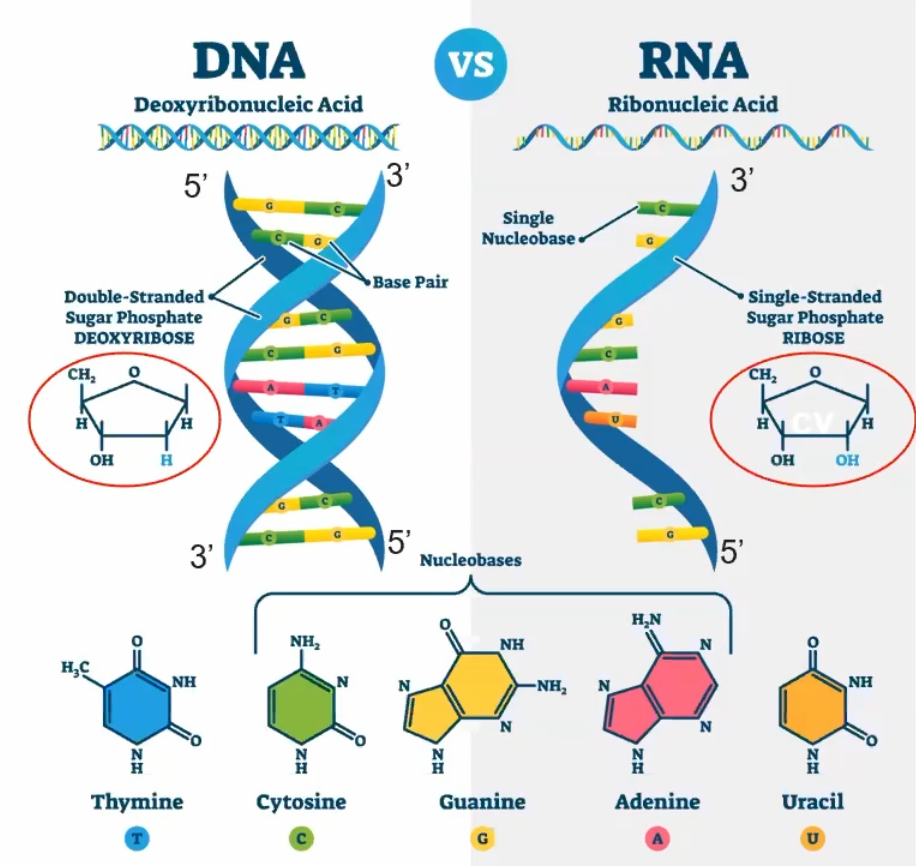 DNA
VS
RNA
Deoxyribonucleic Acid
Ribonucleic Acid
5’
3’
3’
G C
C G
Base Pair
Double-Stranded
Sugar Phosphate
DEOXYRIBOSE
G C
C G
A T
T A
G C
C G
3’
5’
CH₂ O
H H
OH H
C
Single
Nucleobase
G
Single-Stranded
Sugar Phosphate
RIBOSE
G
C
A
U
C
G
5’
CH₂ O
H CV H
OH OH
Nucleobases
O
H₃C
NH
O
N
H
NH₂
N
O
N
H
O
NH
N
NH₂
N
N
H
H₂N
N
N
N
N
H
O
NH
O
N
H
Thymine
Cytosine
Guanine
Adenine
Uracil
T
C
G
A
U